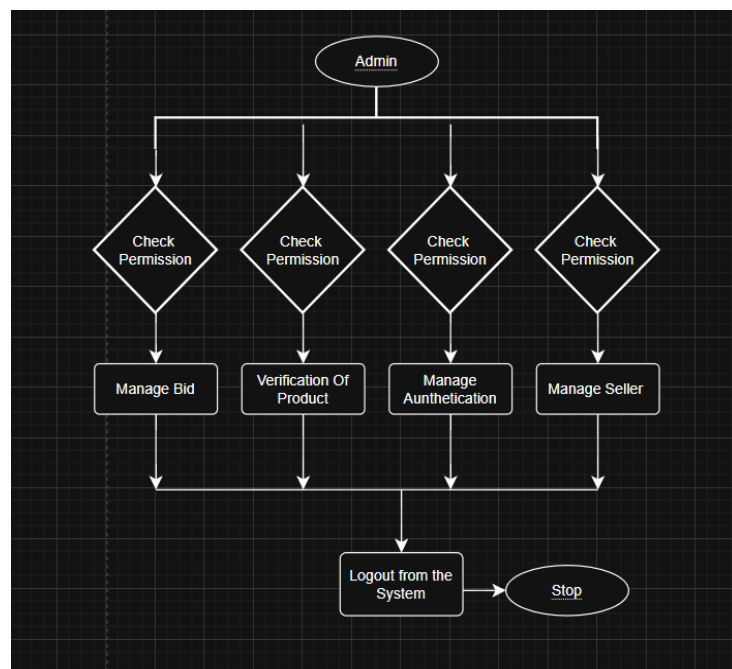 Admin
Check
Permission
Check
Permission
Check
Permission
Check
Permission
Manage Bid
Verification Of
Product
Manage
Aunthetication
Manage Seller
Logout from the
System
Stop